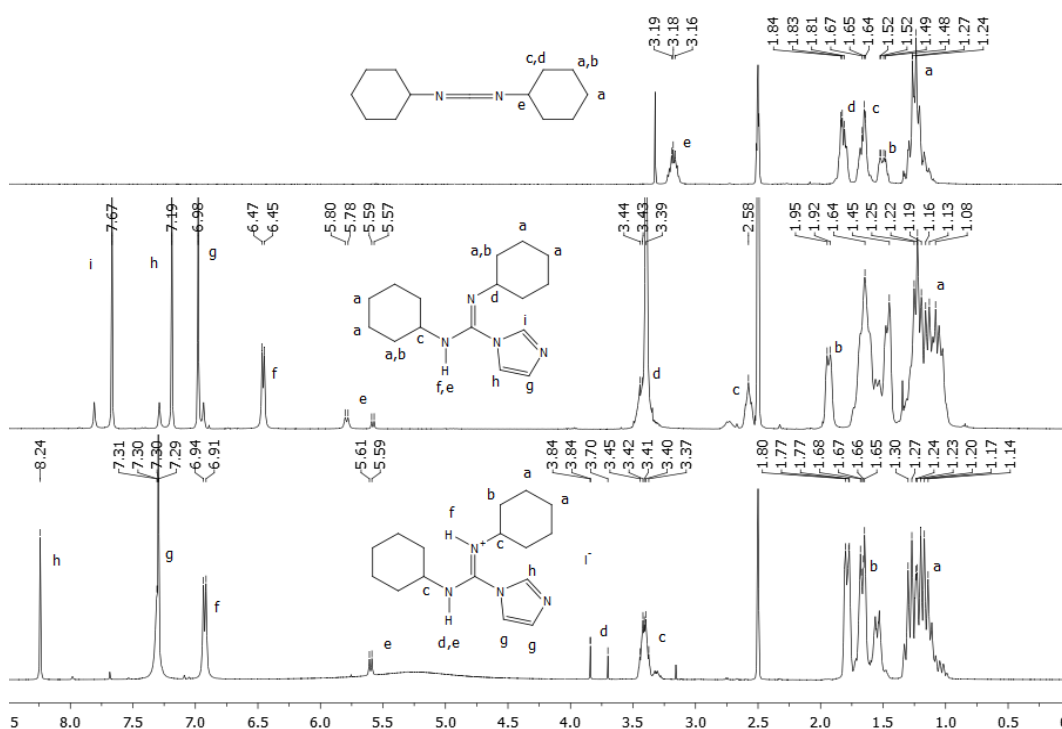 3.19 3.18 3.16 1.84 1.83 1.81 1.67 1.65 1.64 1.52 1.52 1.49 1.48 1.27 1.24
c,d a,b a
N N e a
e d c b
7.67 7.19 6.98 6.47 6.45 5.80 5.78 5.59 5.57 3.44 3.43 3.39 2.58 1.95 1.92 1.64 1.45 1.25 1.22 1.19 1.16 1.13 1.08
i h g
a
a,b a
N d
a
a c N N i N
a,b H h g
f,e
f e d c b a
8.24 7.31 7.30 7.30 7.29 6.94 6.91 5.61 5.59 3.84 3.84 3.70 3.45 3.42 3.41 3.40 3.37 1.80 1.77 1.77 1.68 1.67 1.66 1.65 1.30 1.27 1.24 1.23 1.20 1.17 1.14
a
b a
f
H N+ c I-
h
c N N N
H g g
d,e
h g f e d c b a
5 8.0 7.5 7.0 6.5 6.0 5.5 5.0 4.5 4.0 3.5 3.0 2.5 2.0 1.5 1.0 0.5